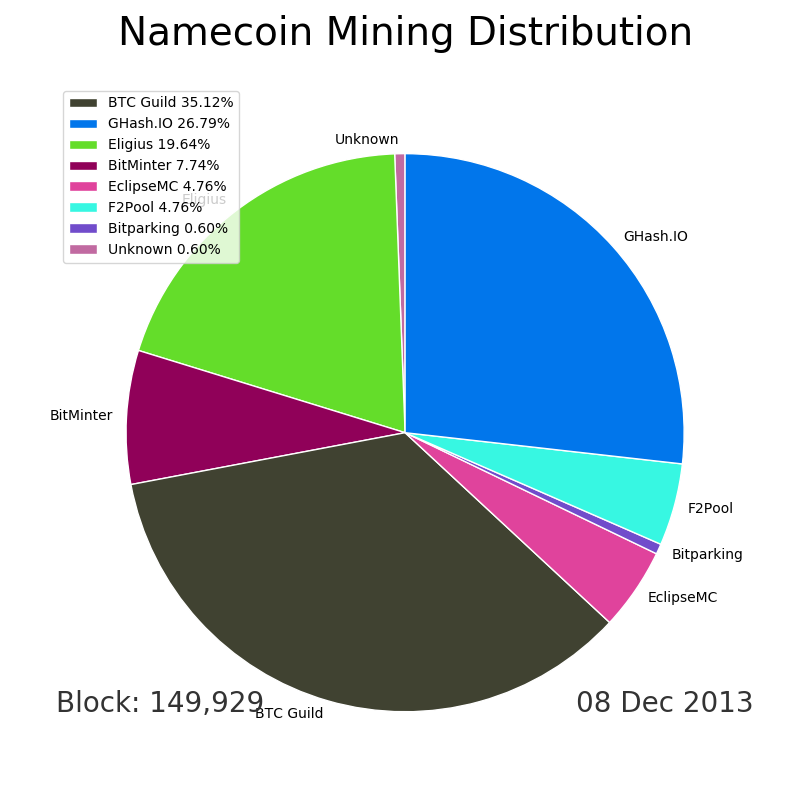 Namecoin Mining Distribution
BTC Guild 35.12%
GHash.IO 26.79%
Eligius 19.64%
BitMinter 7.74%
EclipseMC 4.76%
F2Pool 4.76%
Bitparking 0.60%
Unknown 0.60%
Unknown
Eligius
GHash.IO
BitMinter
F2Pool
Bitparking
EclipseMC
BTC Guild
Block: 149,929
08 Dec 2013